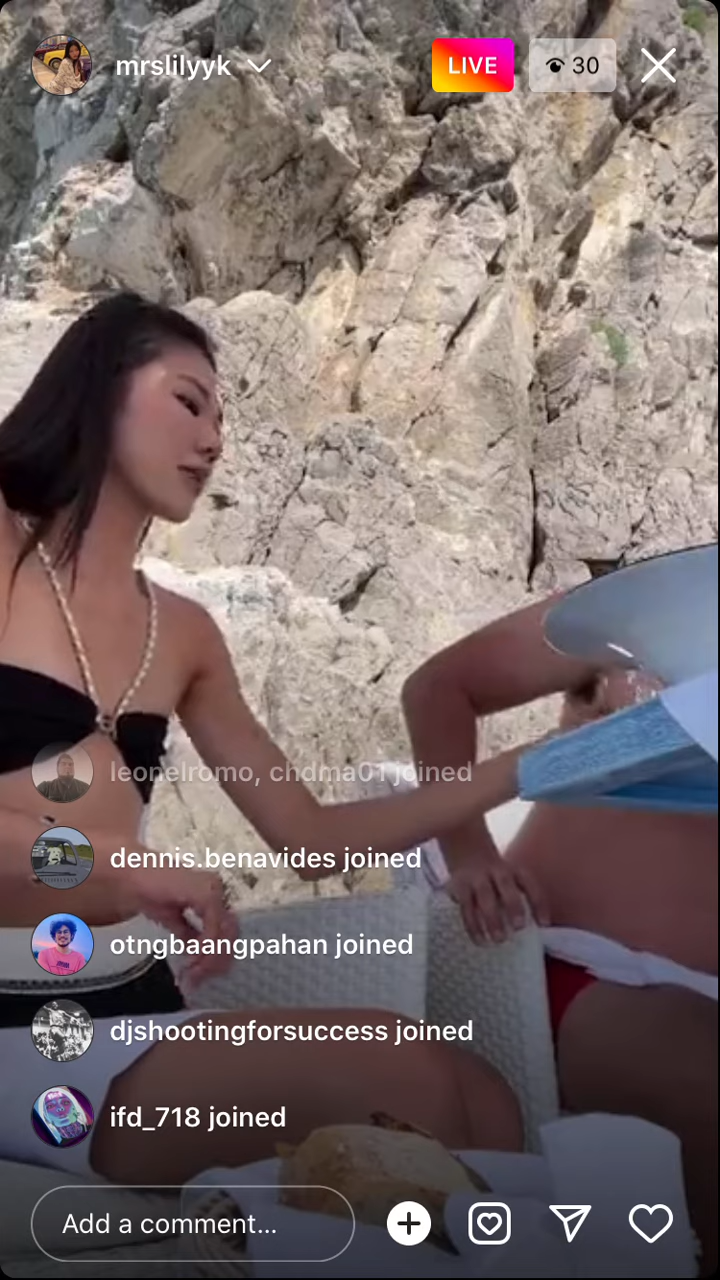 mrslilyyk
LIVE
30
leonelromo, chdma01 joined
dennis.benavides joined
otngbaangpahan joined
djshootingforsuccess joined
ifd_718 joined
Add a comment...